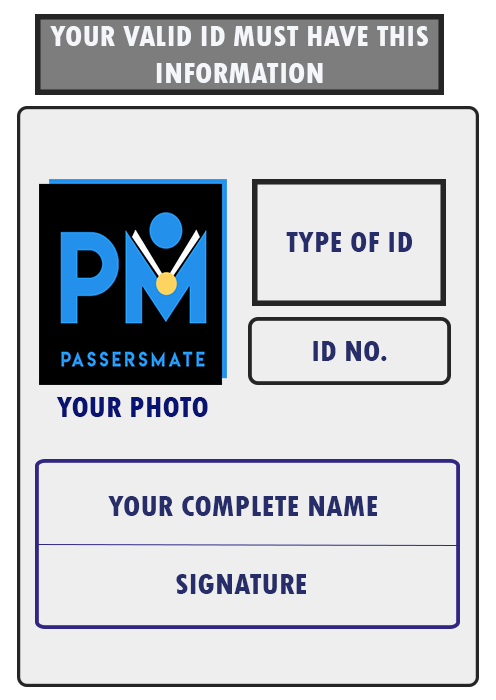 YOUR VALID ID MUST HAVE THIS
INFORMATION
PM
PASSERSMATE
YOUR PHOTO
TYPE OF ID
ID NO.
YOUR COMPLETE NAME
SIGNATURE